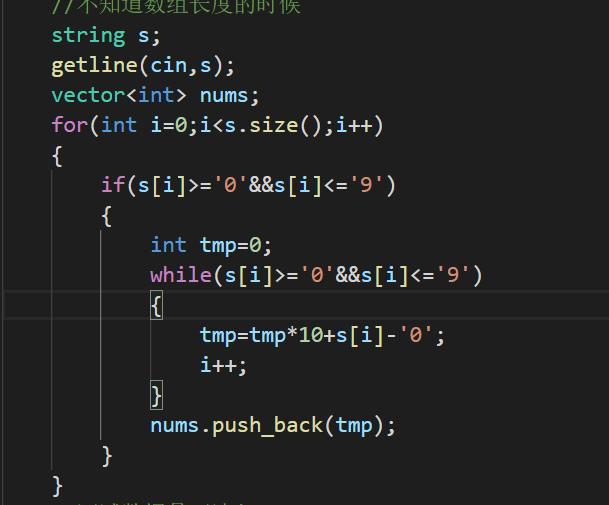 //不知道数组长度的时候
string s;
getline(cin,s);
vector<int> nums;
for(int i=0;i<s.size();i++)
{
if(s[i]>='0'&&s[i]<='9')
{
int tmp=0;
while(s[i]>='0'&&s[i]<='9')
{
tmp=tmp*10+s[i]-'0';
i++;
}
nums.push_back(tmp);
}
}